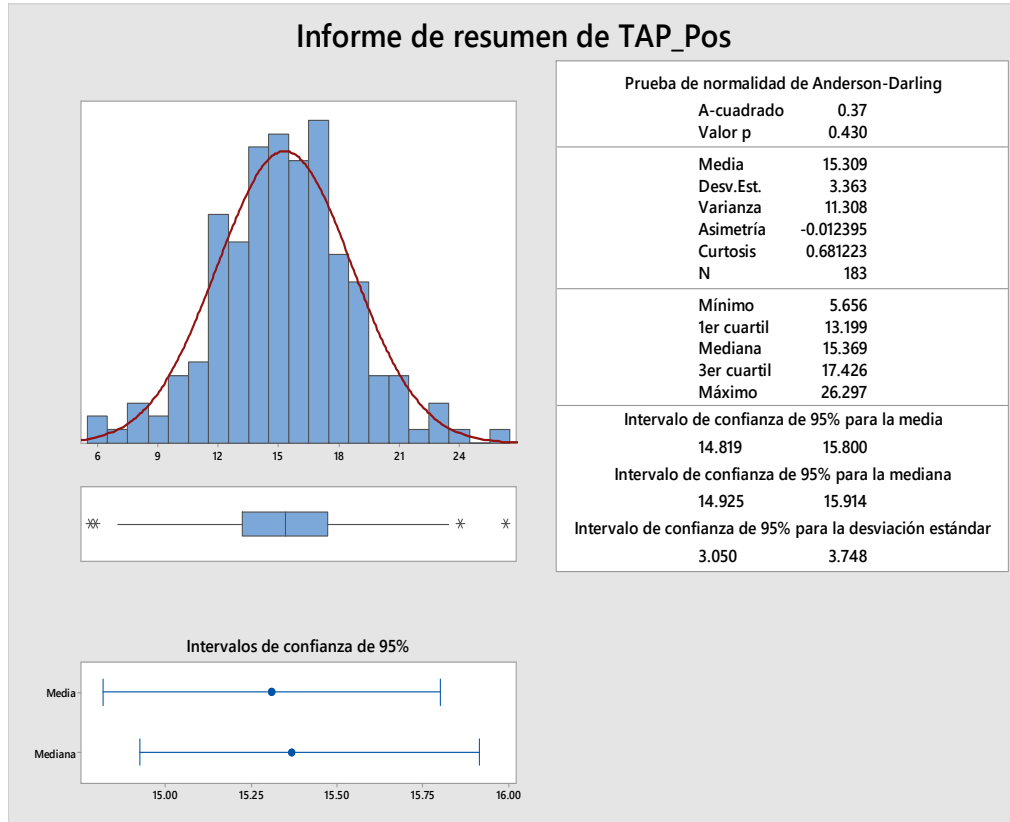 Informe de resumen de TAP_Pos
6 9 12 15 18 21 24
Prueba de normalidad de Anderson-Darling
A-cuadrado 0.37
Valor p 0.430
Media 15.309
Desv.Est. 3.363
Varianza 11.308
Asimetría -0.012395
Curtosis 0.681223
N 183
Mínimo 5.656
1er cuartil 13.199
Mediana 15.369
3er cuartil 17.426
Máximo 26.297
Intervalo de confianza de 95% para la media
14.819 15.800
Intervalo de confianza de 95% para la mediana
14.925 15.914
Intervalo de confianza de 95% para la desviación estándar
3.050 3.748
Intervalos de confianza de 95%
Media
Mediana
15.00 15.25 15.50 15.75 16.00